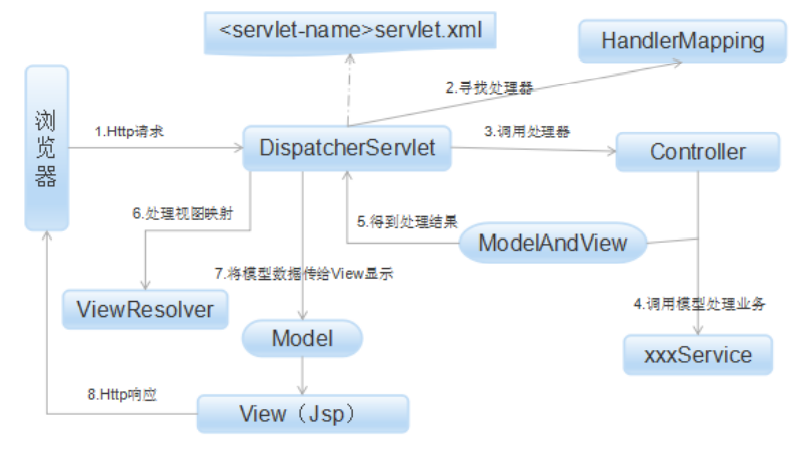 <servlet-name>servlet.xml
HandlerMapping
2.寻找处理器
浏览器
1.Http请求
3.调用处理器
DispatcherServlet
Controller
6.处理视图映射
5.得到处理结果
ModelAndView
7.将模型数据传给View显示
ViewResolver
4.调用模型处理业务
Model
xxxService
8.Http响应
View（Jsp）